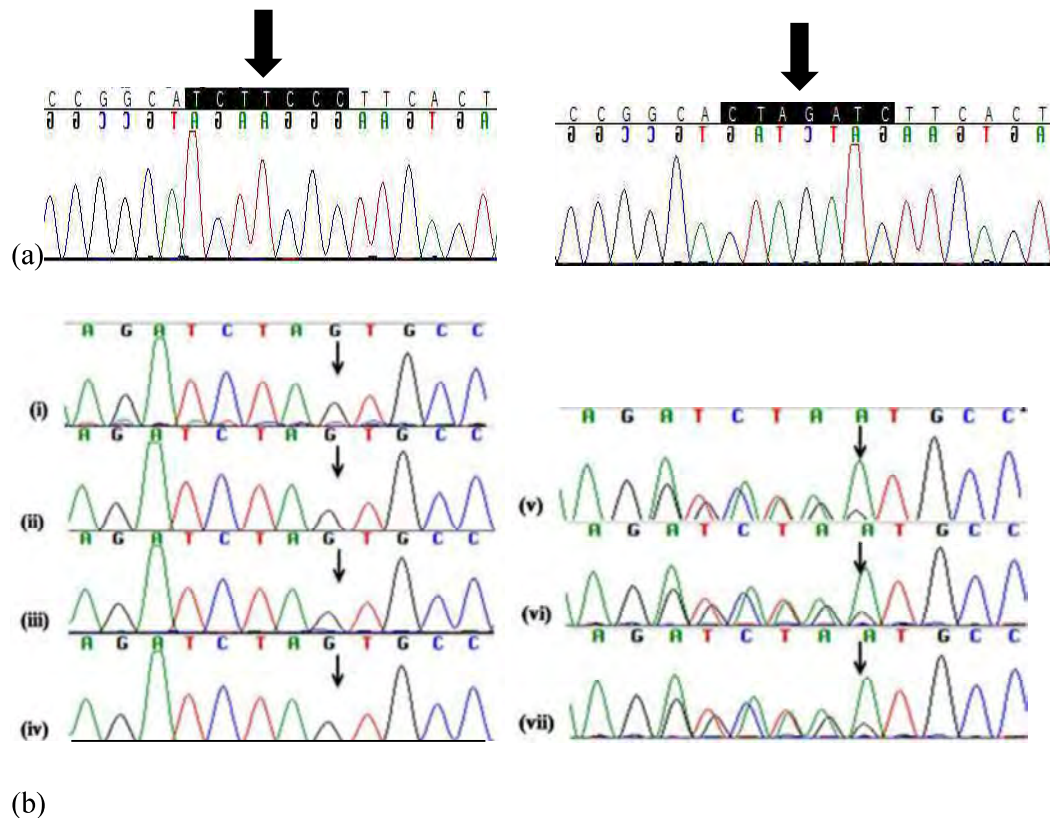 C C G G C A T C T T C C C T T C A C T
G G C C G T A G A A G G G A A G T G A
C C G G C A C T A G A T C T T C A C T
G G C C G T G A T C T A G A A G T G A
(a)
A G A T C T A G T G C C
(i)
A G A T C T A G T G C C
(ii)
A G A T C T A G T G C C
(iii)
A G A T C T A G T G C C
(iv)
A G A T C T A A T G C C
(v)
A G A T C T A A T G C C
(vi)
A G A T C T A A T G C C
(vii)
(b)